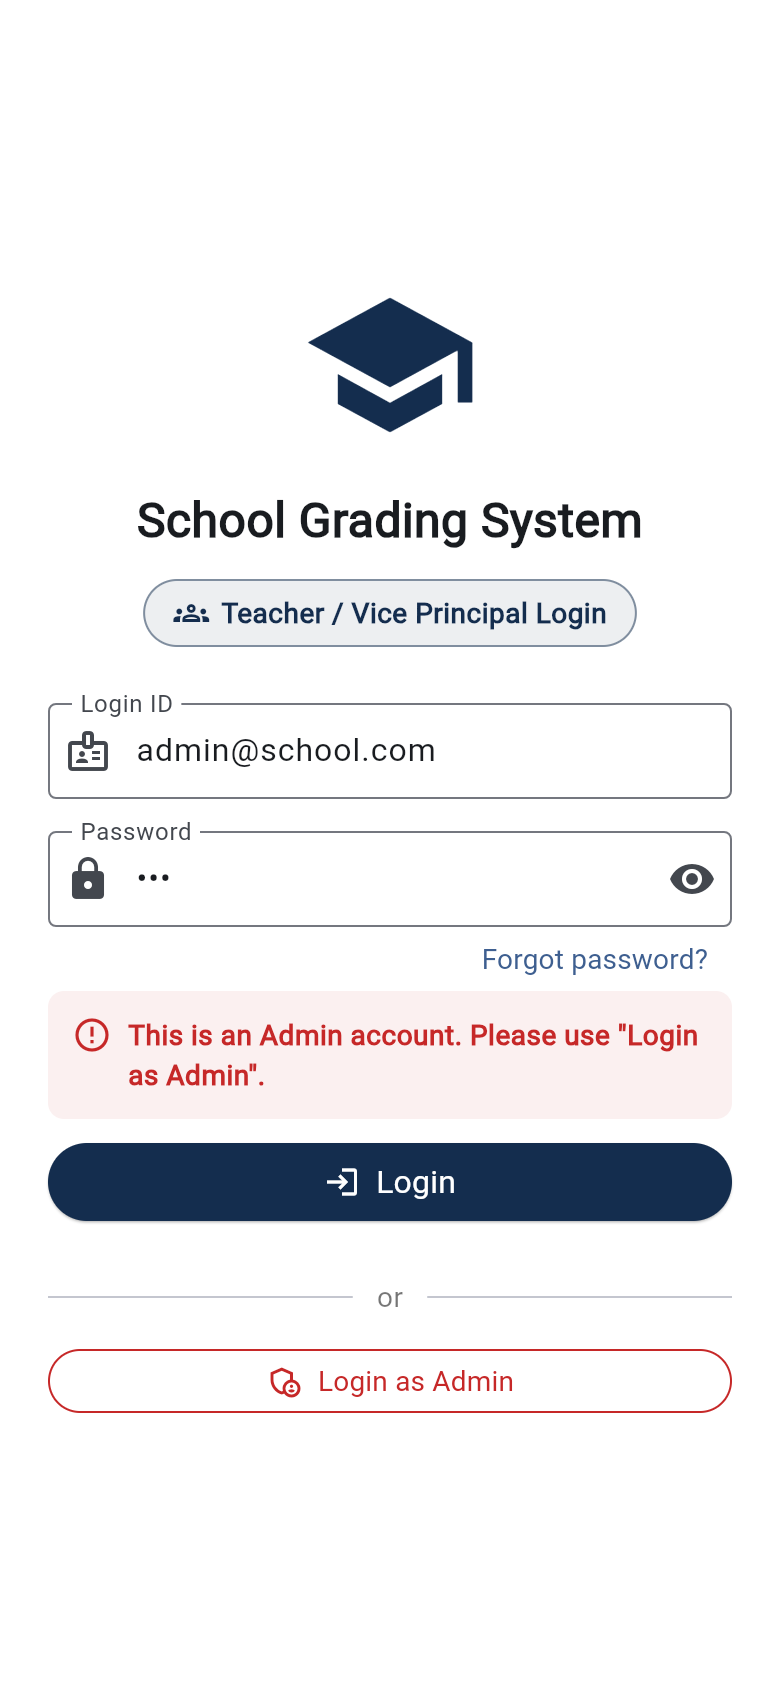 School Grading System
Teacher / Vice Principal Login
Login ID
admin@school.com
Password
•••
Forgot password?
This is an Admin account. Please use "Login
as Admin".
Login
or
Login as Admin